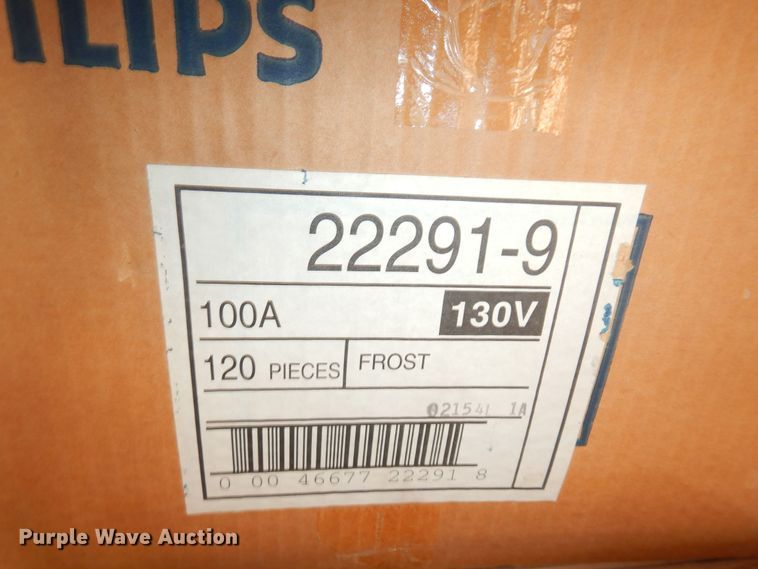 ILIPS
22291-9
100A 130V
120 PIECES FROST
021541 1A
0 00 46677 22291 8
Purple Wave Auction